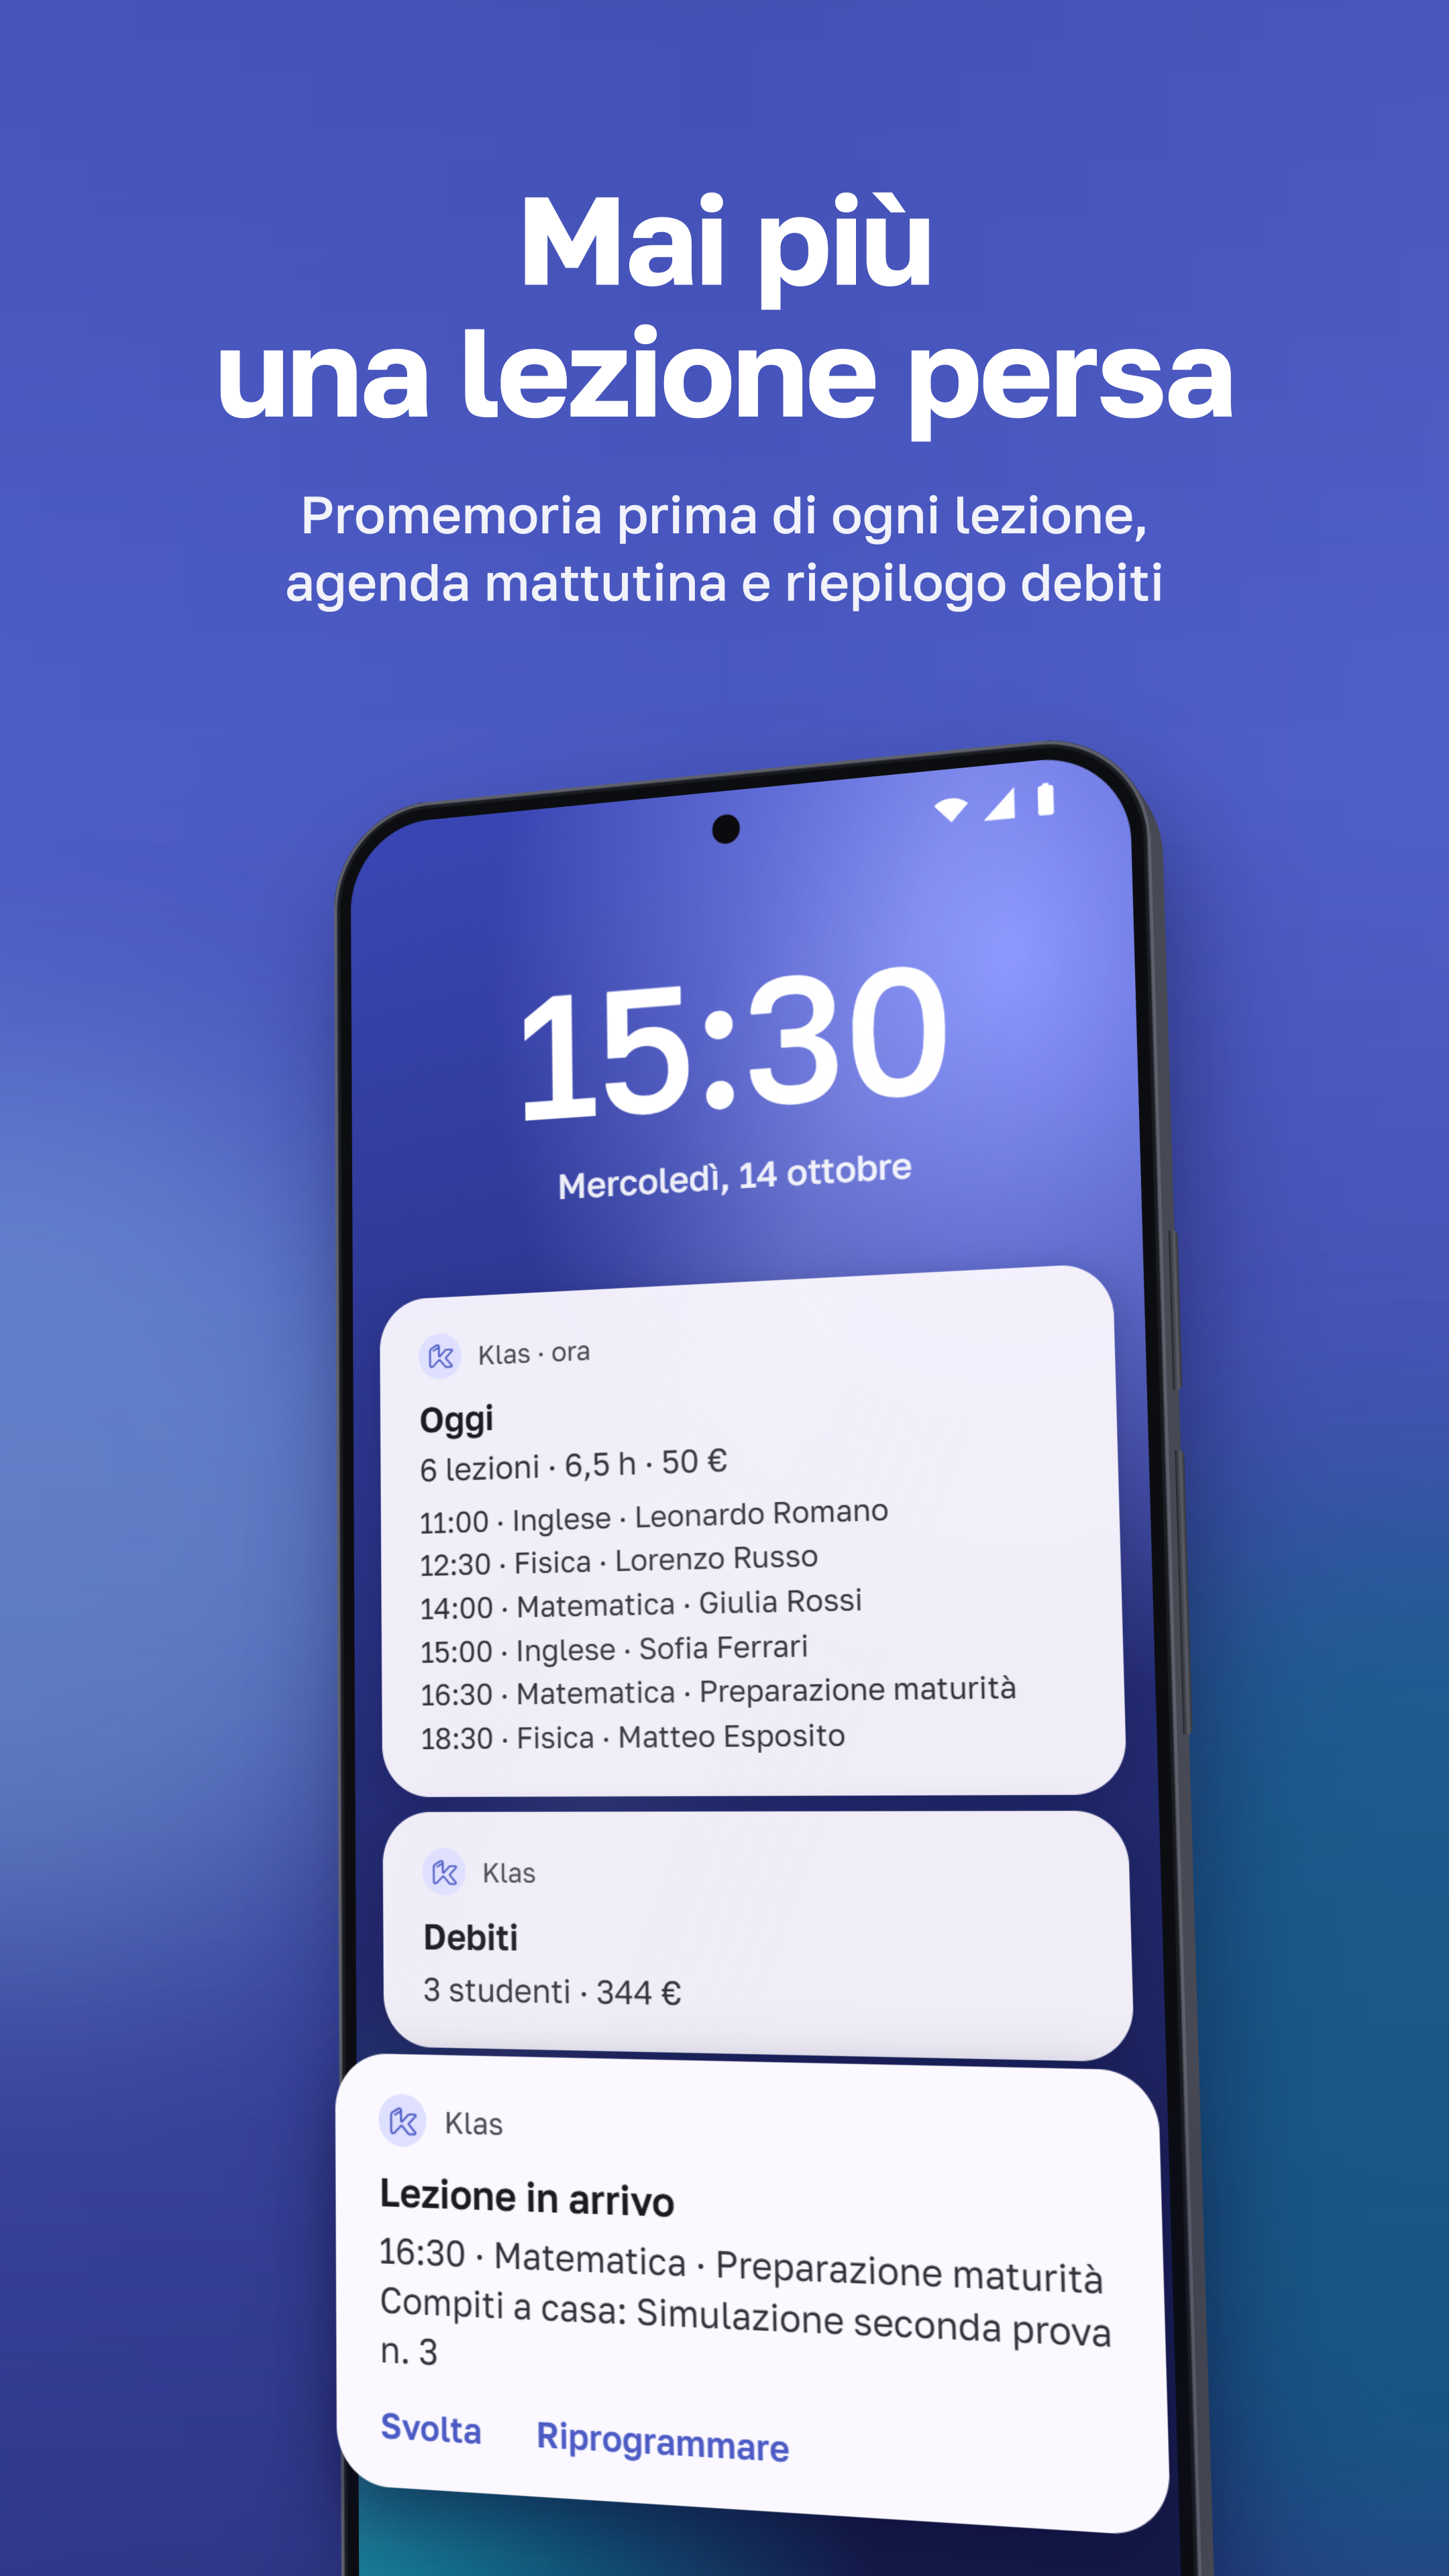 Mai più
una lezione persa
Promemoria prima di ogni lezione,
agenda mattutina e riepilogo debiti
15:30
Mercoledì, 14 ottobre
Klas · ora
Oggi
6 lezioni · 6,5 h · 50 €
11:00 · Inglese · Leonardo Romano
12:30 · Fisica · Lorenzo Russo
14:00 · Matematica · Giulia Rossi
15:00 · Inglese · Sofia Ferrari
16:30 · Matematica · Preparazione maturità
18:30 · Fisica · Matteo Esposito
Klas
Debiti
3 studenti · 344 €
Klas
Lezione in arrivo
16:30 · Matematica · Preparazione maturità
Compiti a casa: Simulazione seconda prova
n. 3
Svolta Riprogrammare